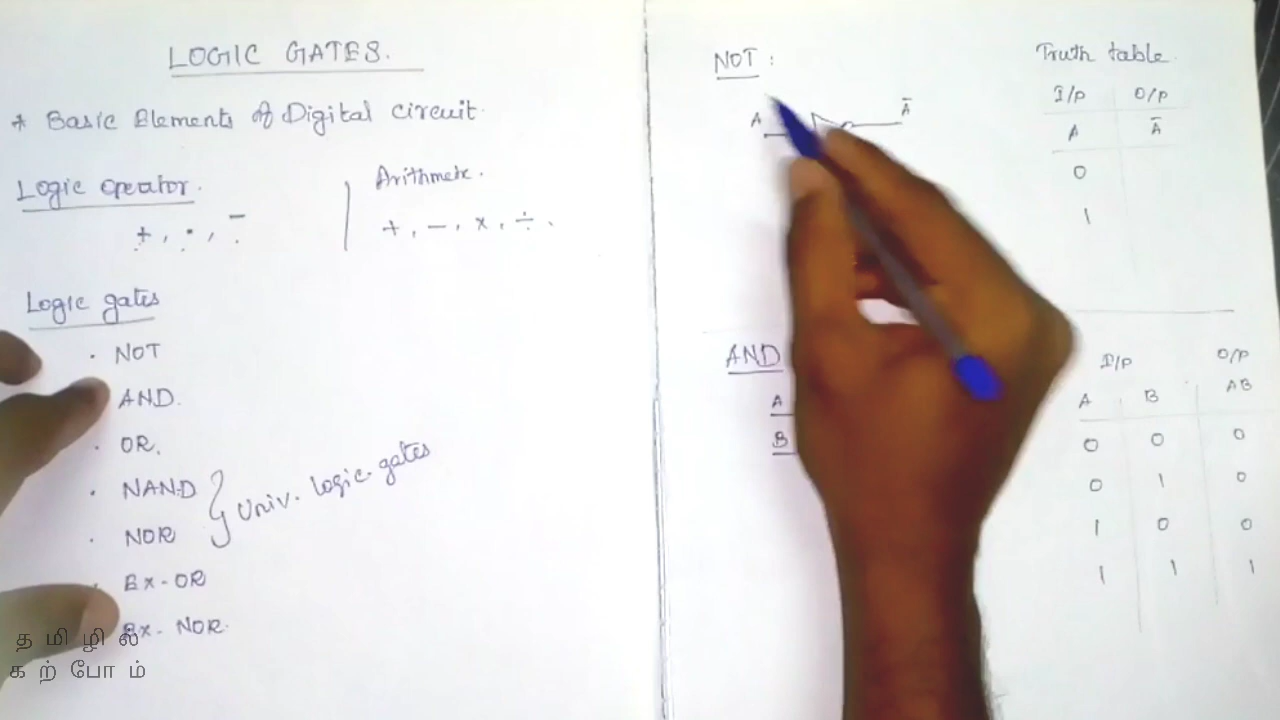 LOGIC GATES.
* Basic Elements of Digital Circuit.
Logic operator.
+, ·, ‾
Arithmetic.
+, −, ×, ÷.
Logic gates
· NOT
AND.
· OR.
· NAND
· NOR
Univ. logic gates
Ex-OR
Ex-NOR.
NOT :
A Ā
Truth table.
I/P O/P
A Ā
0
1
AND
A
B
I/P O/P
A B AB
0 0 0
0 1 0
1 0 0
1 1 1
தமிழில்
கற்போம்